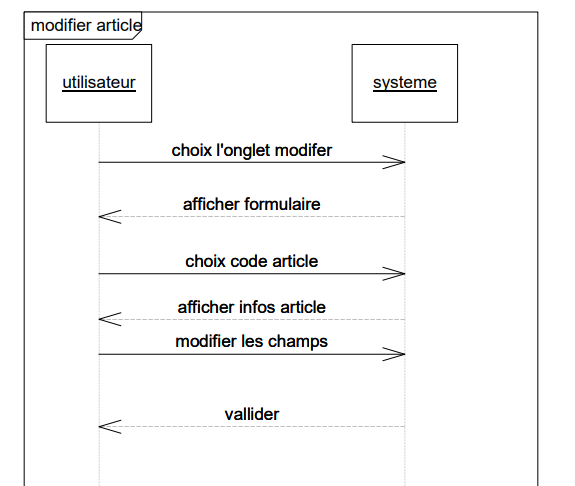 modifier article
utilisateur
systeme
choix l'onglet modifer
afficher formulaire
choix code article
afficher infos article
modifier les champs
vallider